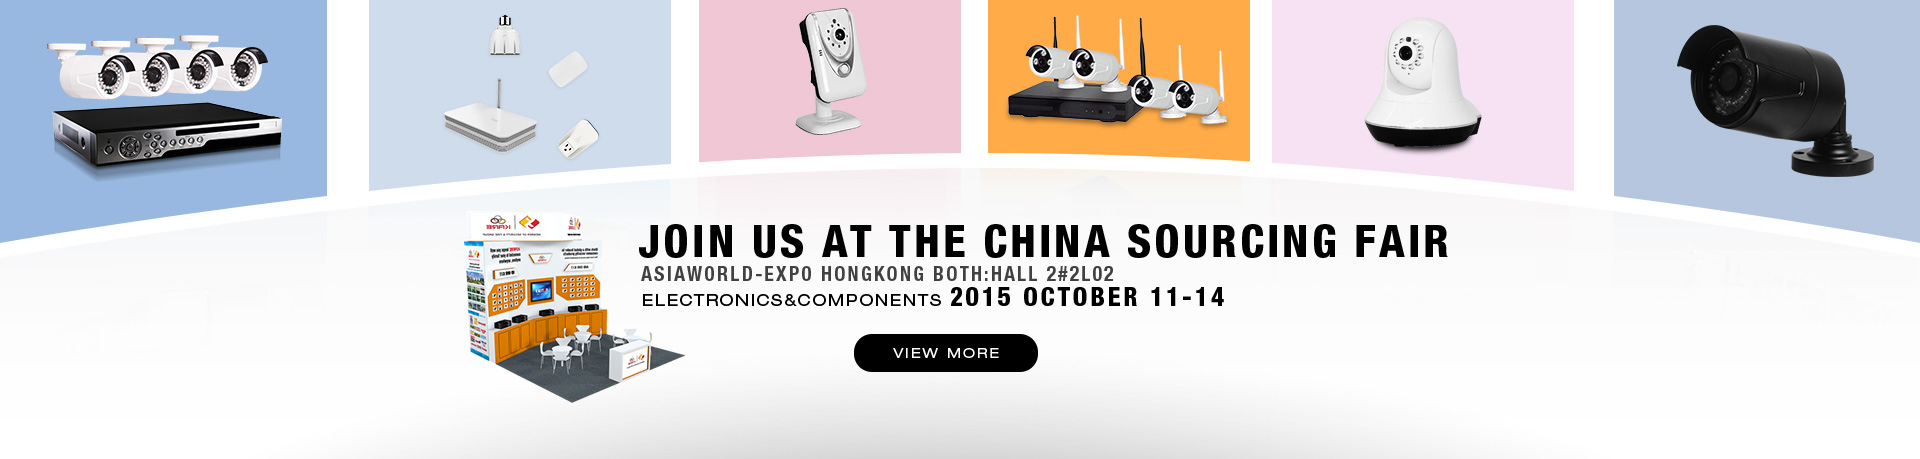 JOIN US AT THE CHINA SOURCING FAIR
ASIAWORLD-EXPO HONGKONG BOTH:HALL 2#2L02
ELECTRONICS&COMPONENTS 2015 OCTOBER 11-14
VIEW MORE